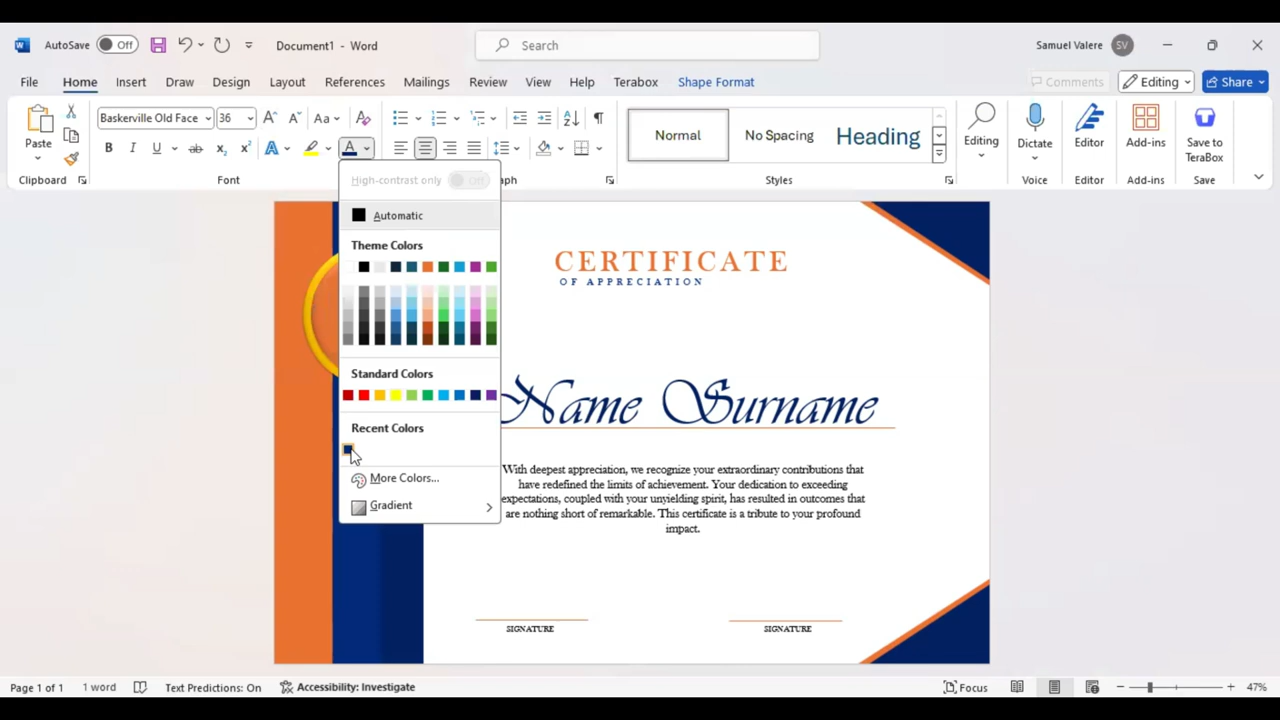 AutoSave Off Document1 - Word Search Samuel Valere SV
File Home Insert Draw Design Layout References Mailings Review View Help Terabox Shape Format Comments Editing Share
Paste Baskerville Old Face 36 Aa Normal No Spacing Heading Editing Dictate Editor Add-ins Save to TeraBox
B I U ab x₂ x² A A
Clipboard Font ph Styles Voice Editor Add-ins Save
High-contrast only Off
Automatic
Theme Colors
Standard Colors
Recent Colors
More Colors...
Gradient
CERTIFICATE
OF APPRECIATION
Name Surname
With deepest appreciation, we recognize your extraordinary contributions that
have redefined the limits of achievement. Your dedication to exceeding
expectations, coupled with your unyielding spirit, has resulted in outcomes that
are nothing short of remarkable. This certificate is a tribute to your profound
impact.
SIGNATURE SIGNATURE
Page 1 of 1 1 word Text Predictions: On Accessibility: Investigate Focus 47%